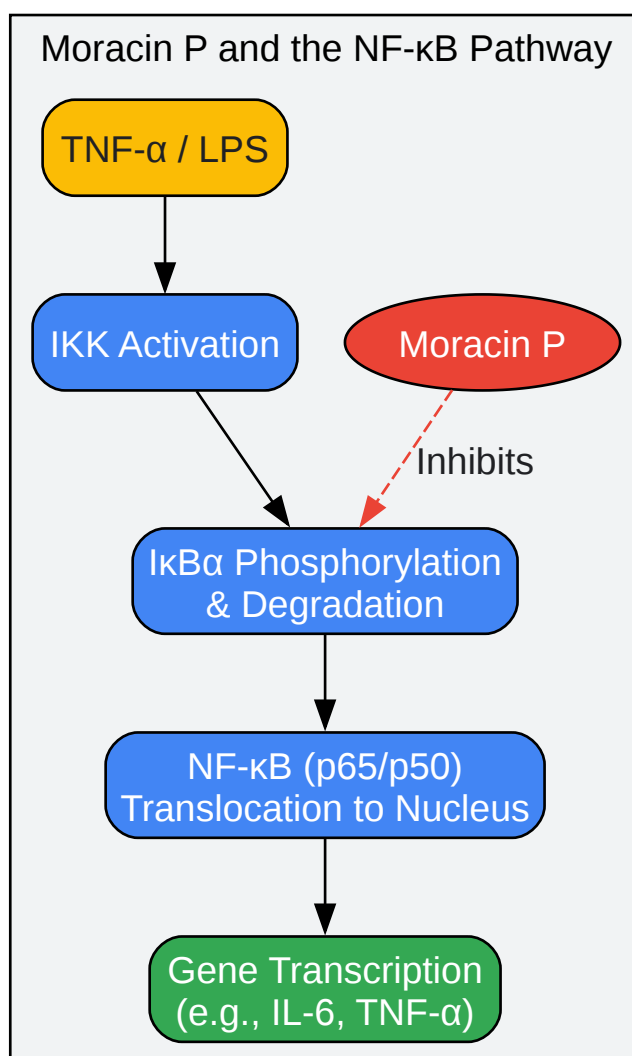 Moracin P and the NF-κB Pathway
TNF-α / LPS
IKK Activation
Moracin P
Inhibits
IκBα Phosphorylation
& Degradation
NF-κB (p65/p50)
Translocation to Nucleus
Gene Transcription
(e.g., IL-6, TNF-α)